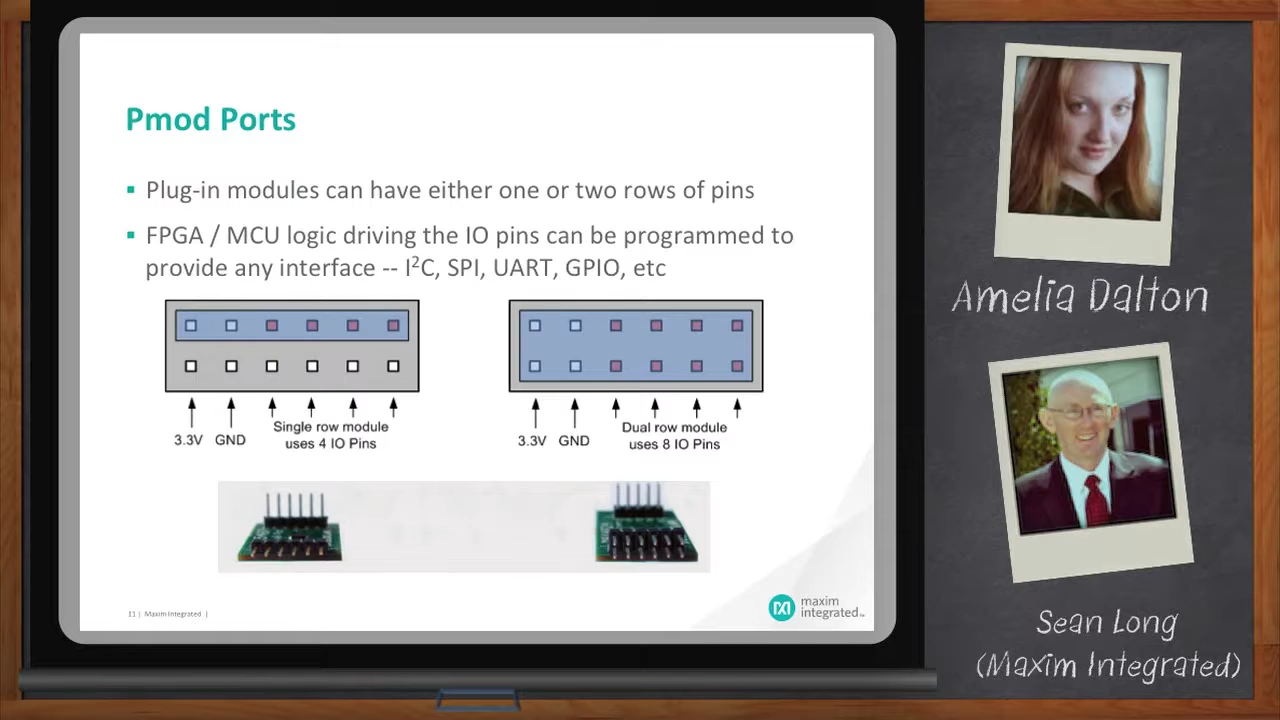 Pmod Ports
▪ Plug-in modules can have either one or two rows of pins
▪ FPGA / MCU logic driving the IO pins can be programmed to
provide any interface -- I²C, SPI, UART, GPIO, etc
3.3V GND Single row module
uses 4 IO Pins
3.3V GND Dual row module
uses 8 IO Pins
11 | Maxim Integrated |
maxim
integrated™
Amelia Dalton
Sean Long
(Maxim Integrated)